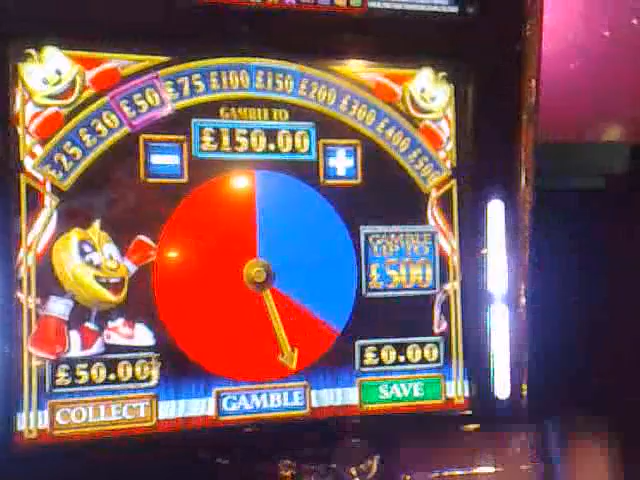 £25 £30 £50 £75 £100 £150 £200 £300 £400 £500
GAMBLE TO
£150.00
GAMBLE
UP TO
£500
£50.00
£0.00
COLLECT
GAMBLE
SAVE